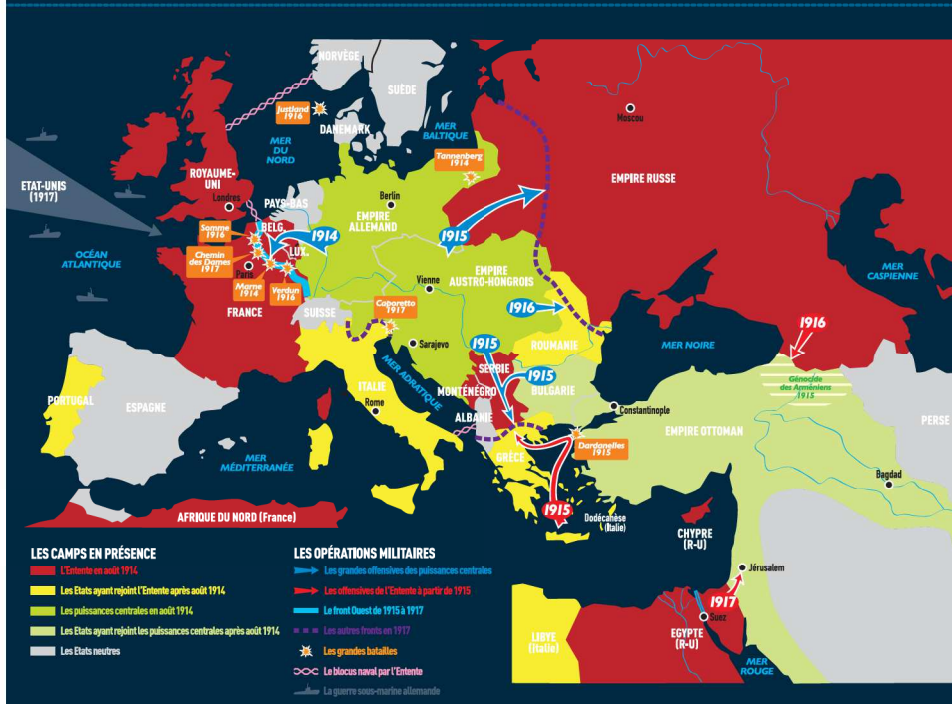 NORVÈGE
SUÈDE
Justland
1916
DANEMARK
MER
DU
NORD
MER
BALTIQUE
Moscou
Tannenberg
1914
ETAT-UNIS
(1917)
ROYAUME-
UNI
Londres
PAYS-BAS
Berlin
EMPIRE
ALLEMAND
EMPIRE RUSSE
Somme
1916
BELG.
1914
1915
LUX.
Chemin
des Dames
1917
Paris
OCÉAN
ATLANTIQUE
Marne
1914
Verdun
1916
Vienne
EMPIRE
AUSTRO-HONGROIS
MER
CASPIENNE
FRANCE
SUISSE
Caporetto
1917
1916
1916
Sarajevo
1915
ROUMANIE
MER NOIRE
SERBIE
1915
MER ADRATIQUE
MONTÉNÉGRO
BULGARIE
Génocide
des Arméniens
1915
PORTUGAL
ESPAGNE
ITALIE
Rome
ALBANIE
Constantinople
EMPIRE OTTOMAN
PERSE
GRÈCE
Dardanelles
1915
MER
MÉDITERRANÉE
Bagdad
1915
AFRIQUE DU NORD (France)
Dodécanèse
(Italie)
CHYPRE
(R-U)
Jérusalem
1917
LIBYE
(Italie)
Suez
EGYPTE
(R-U)
MER
ROUGE
LES CAMPS EN PRÉSENCE
L'Entente en août 1914
Les Etats ayant rejoint l'Entente après août 1914
Les puissances centrales en août 1914
Les Etats ayant rejoint les puissances centrales après août 1914
Les Etats neutres
LES OPÉRATIONS MILITAIRES
Les grandes offensives des puissances centrales
Les offensives de l'Entente à partir de 1915
Le front Ouest de 1915 à 1917
Les autres fronts en 1917
Les grandes batailles
Le blocus naval par l'Entente
La guerre sous-marine allemande